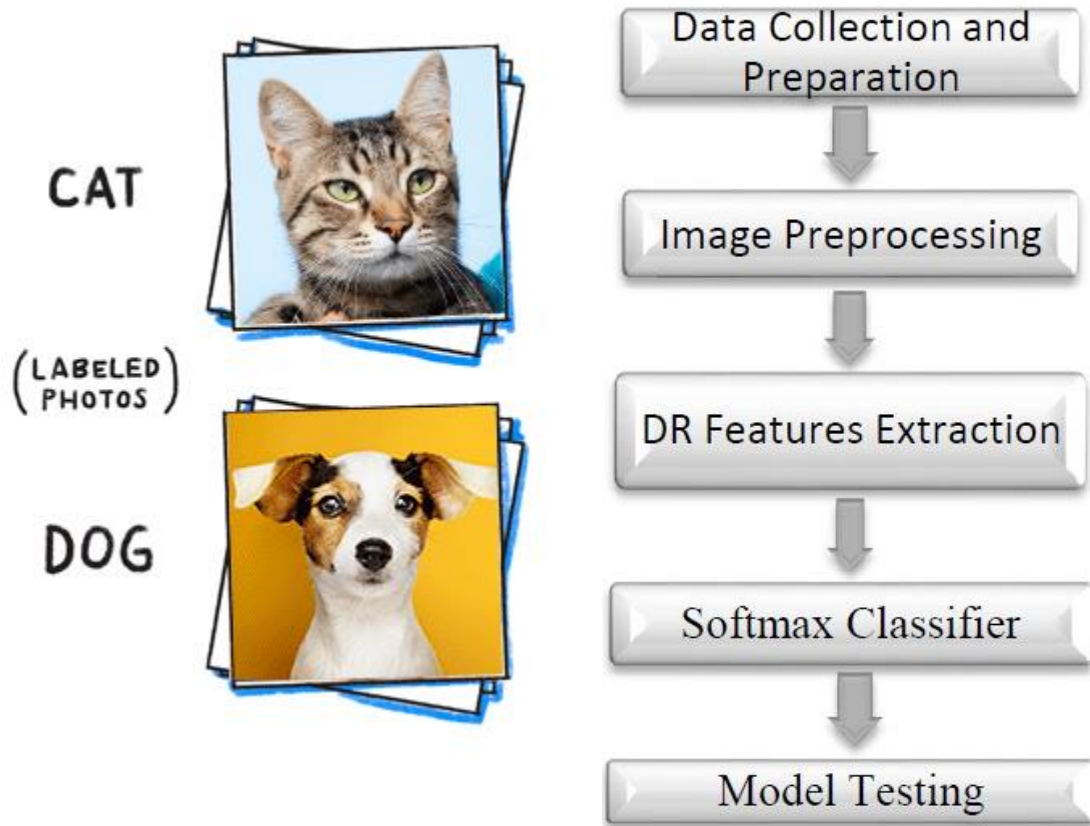 CAT
(LABELED
PHOTOS)
DOG
Data Collection and
Preparation
Image Preprocessing
DR Features Extraction
Softmax Classifier
Model Testing